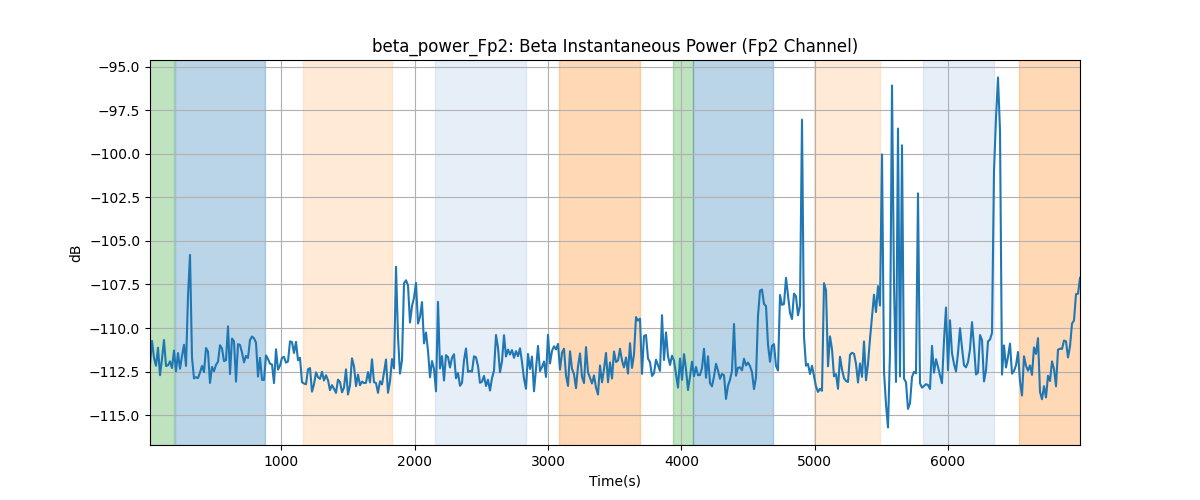 beta_power_Fp2: Beta Instantaneous Power (Fp2 Channel)
−95.0
−97.5
−100.0
−102.5
−105.0
−107.5
−110.0
−112.5
−115.0
dB
1000 2000 3000 4000 5000 6000
Time(s)